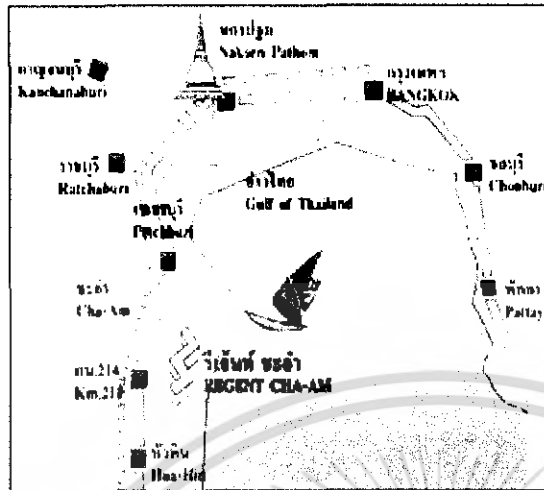 นครปฐม
Nakorn Pathom
กาญจนบุรี
Kanchanaburi
กรุงเทพฯ
BANGKOK
ราชบุรี
Ratchaburi
ชลบุรี
Chonburi
อ่าวไทย
Gulf of Thailand
เพชรบุรี
Petchburi
ชะอำ
Cha-Am
พัทยา
Pattay
กม.214
Km.214
รีเจ้นท์ ชะอำ
REGENT CHA-AM
หัวหิน
Hua-Hin